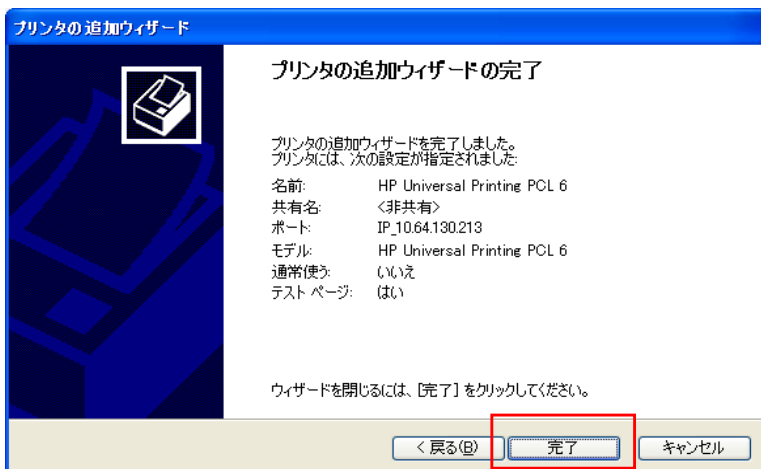 プリンタの追加ウィザード
プリンタの追加ウィザードの完了
プリンタの追加ウィザードを完了しました。
プリンタには、次の設定が指定されました:
名前: HP Universal Printing PCL 6
共有名: <非共有>
ポート: IP_10.64.130.213
モデル: HP Universal Printing PCL 6
通常使う: いいえ
テスト ページ: はい
ウィザードを閉じるには、[完了] をクリックしてください。
< 戻る(B) 完了 キャンセル